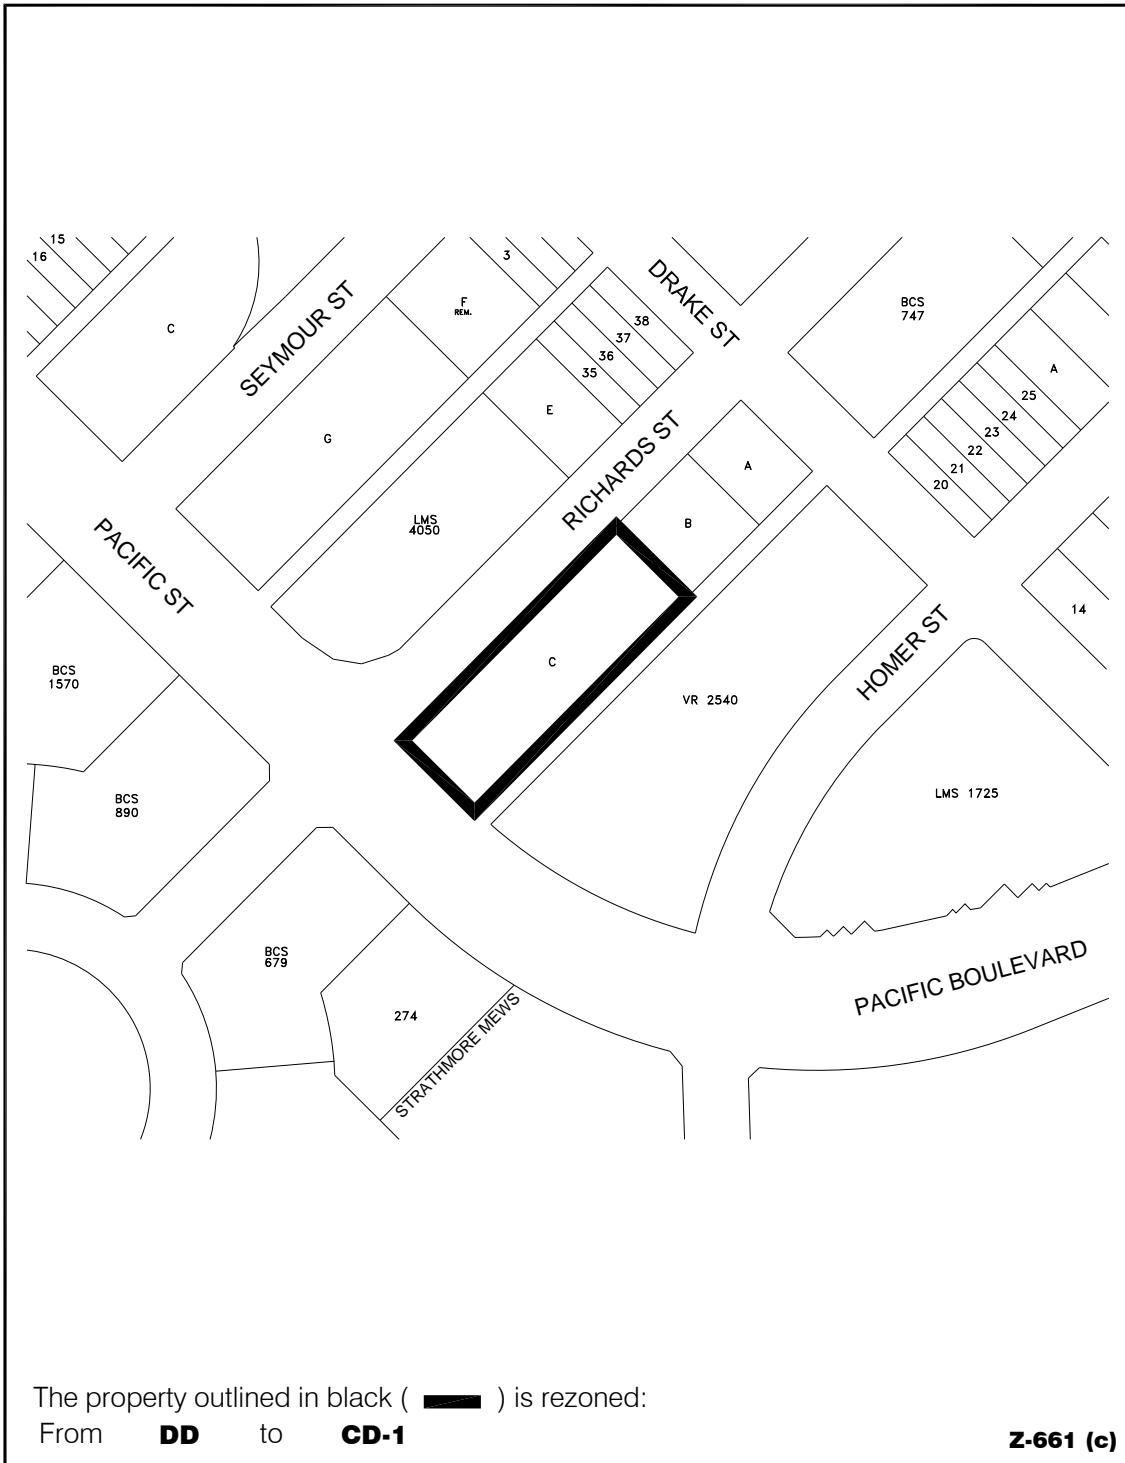 15
16
C
SEYMOUR ST
F
REM.
3
DRAKE ST
38
37
36
35
E
G
BCS
747
A
25
24
23
22
21
20
RICHARDS ST
A
B
LMS
4050
PACIFIC ST
C
14
HOMER ST
VR 2540
BCS
1570
BCS
890
LMS 1725
BCS
679
274
STRATHMORE MEWS
PACIFIC BOULEVARD
The property outlined in black ( ) is rezoned:
From DD to CD-1
Z-661 (c)